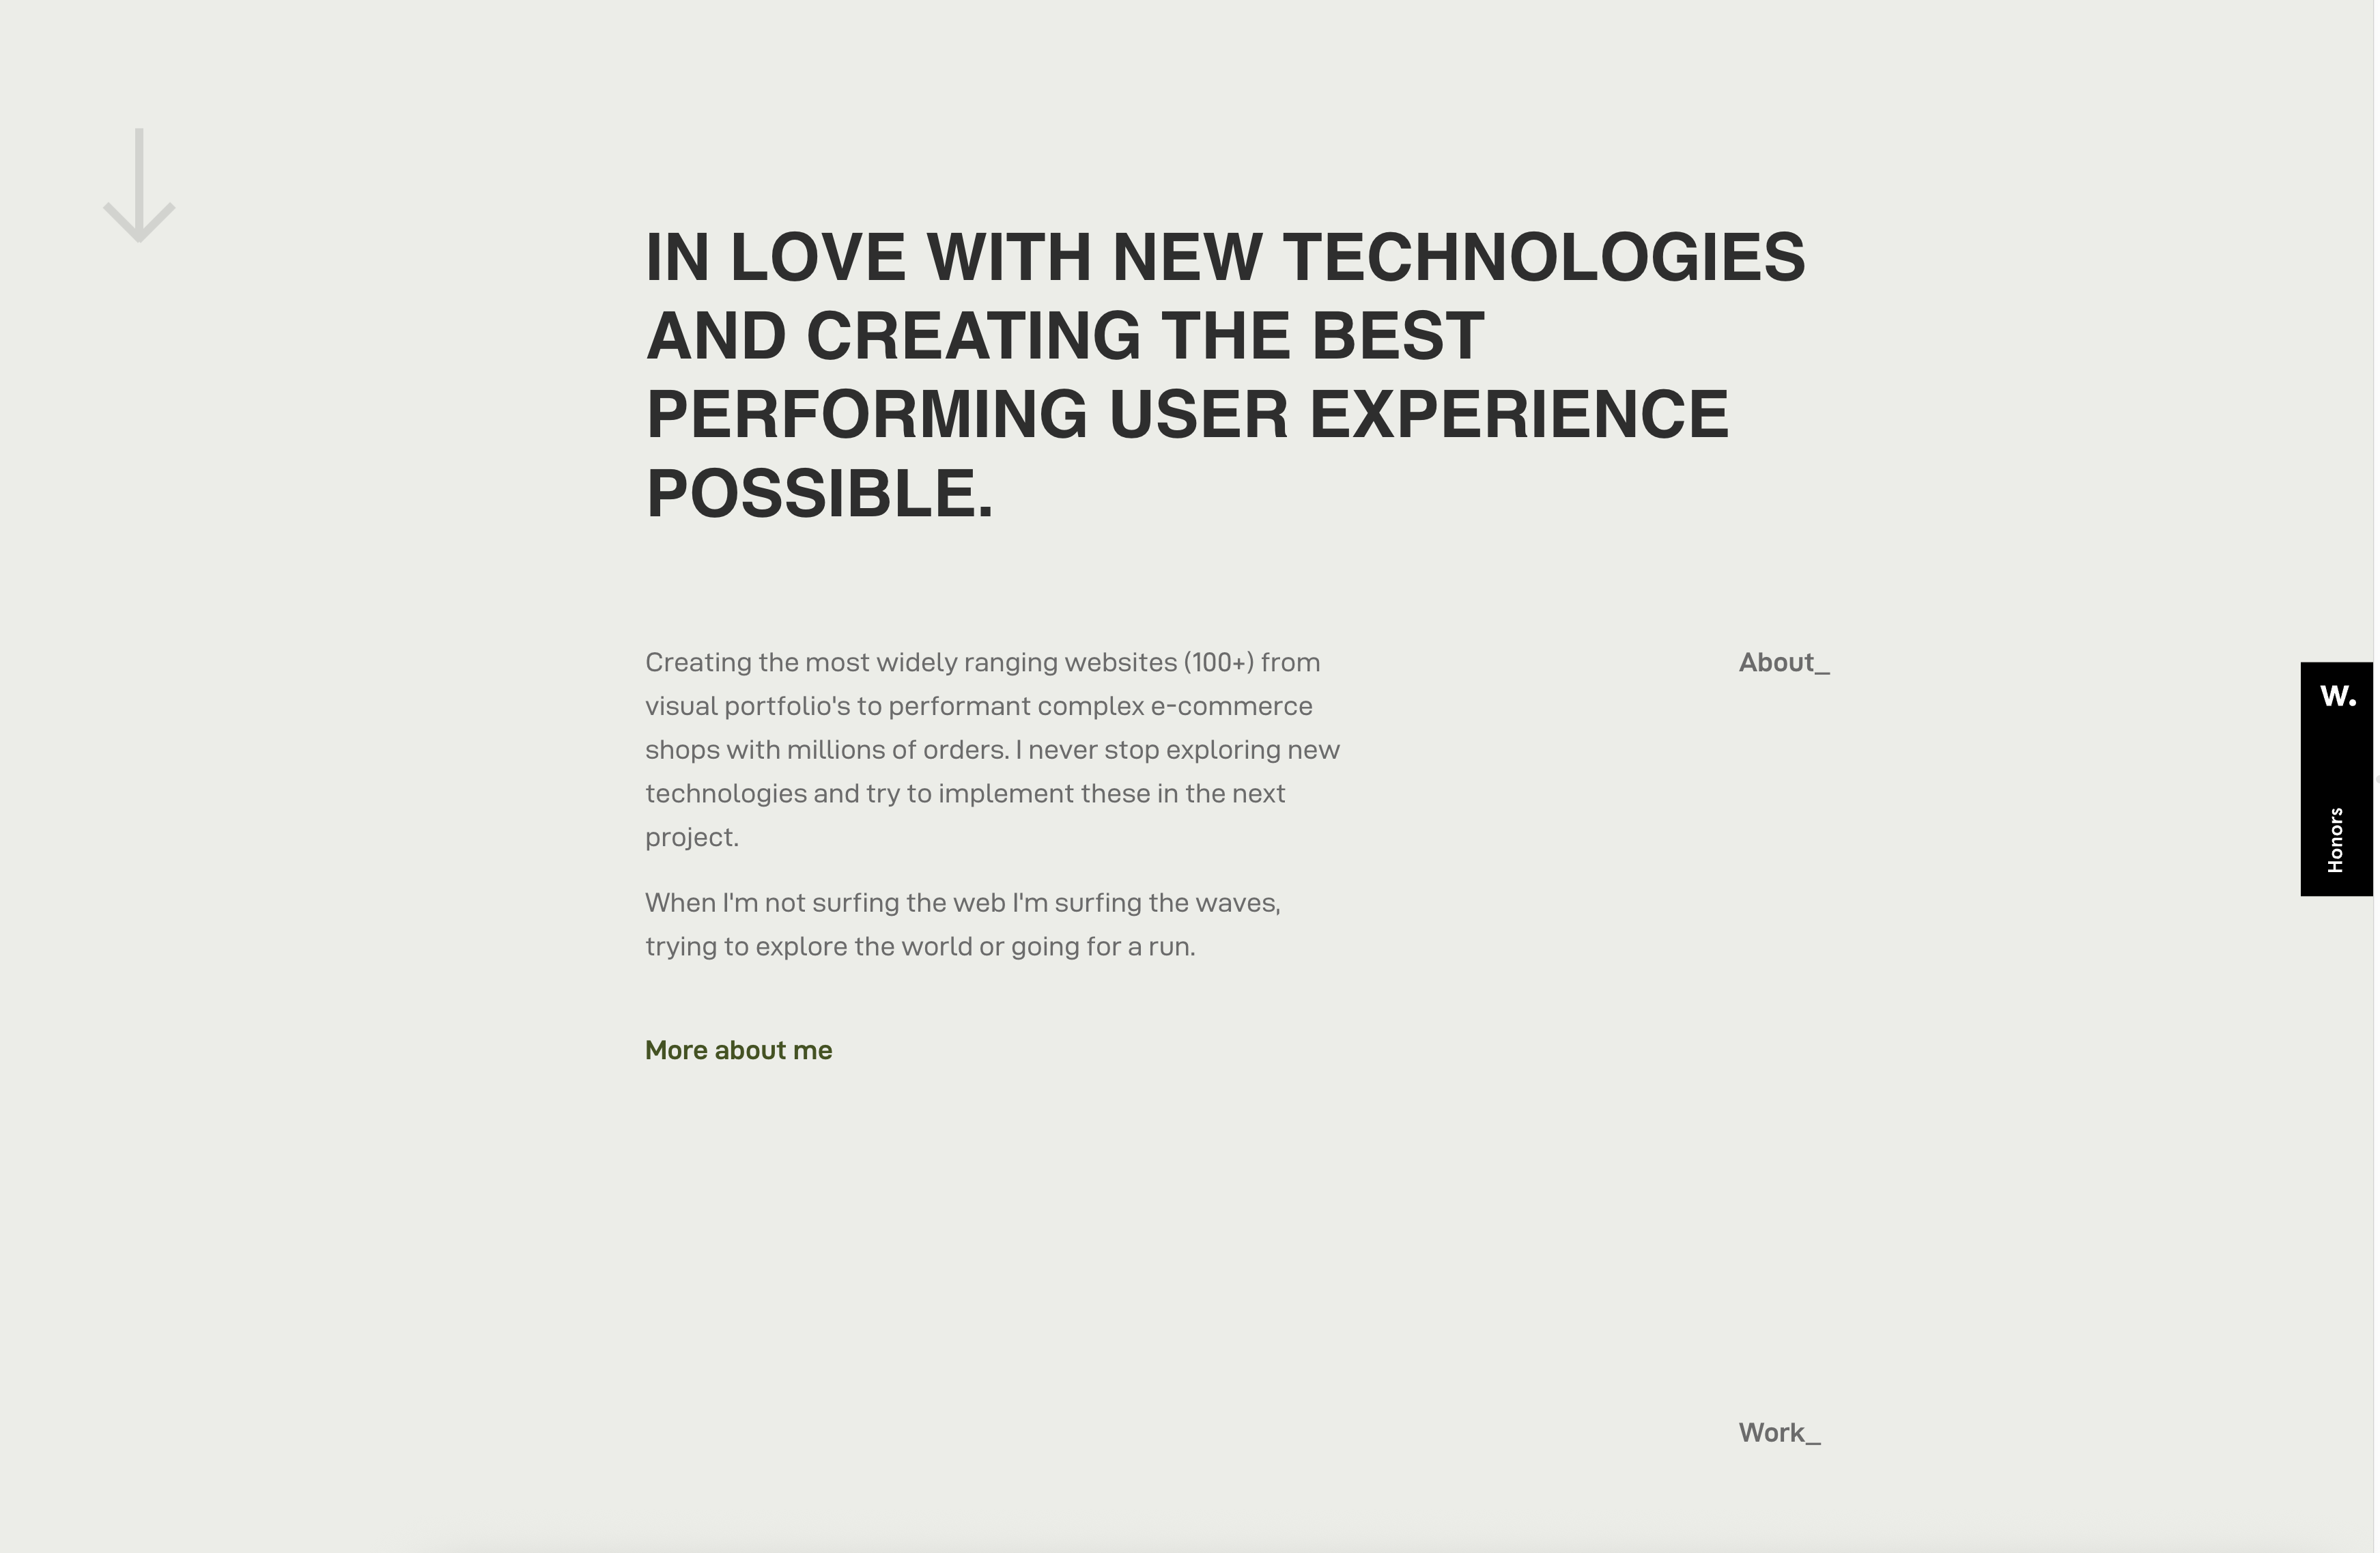 IN LOVE WITH NEW TECHNOLOGIES
AND CREATING THE BEST
PERFORMING USER EXPERIENCE
POSSIBLE.
Creating the most widely ranging websites (100+) from
visual portfolio's to performant complex e-commerce
shops with millions of orders. I never stop exploring new
technologies and try to implement these in the next
project.
When I'm not surfing the web I'm surfing the waves,
trying to explore the world or going for a run.
More about me
About_
W.
Honors
Work_